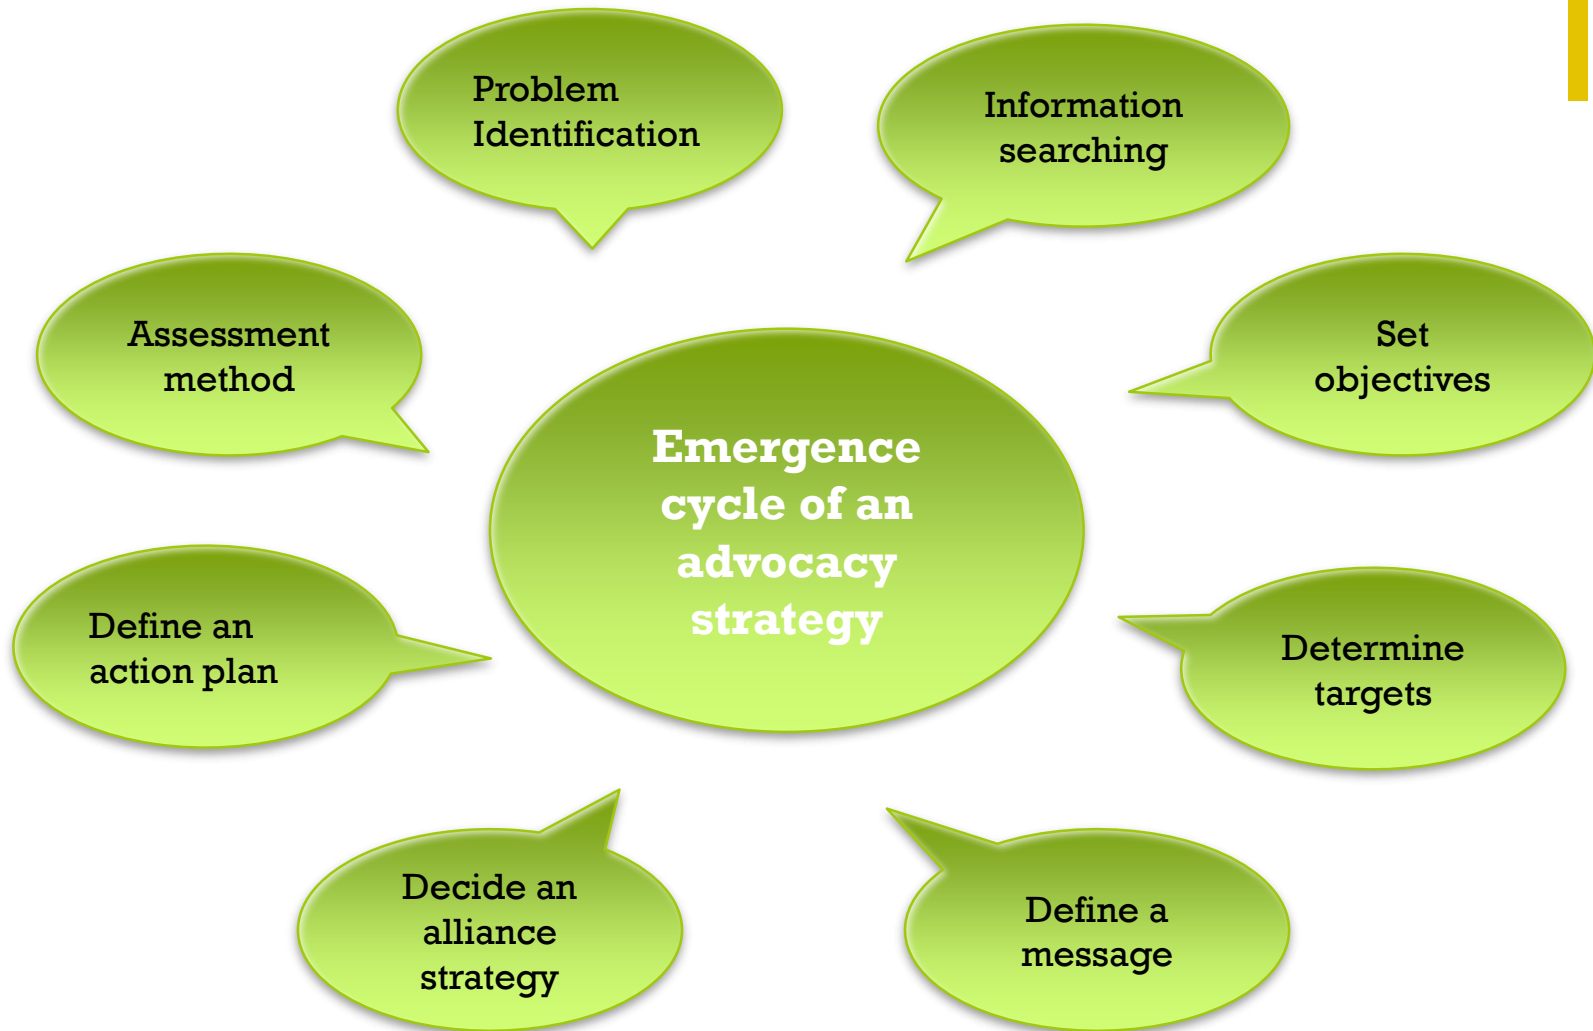 Problem
Identification
Information
searching
Set
objectives
Determine
targets
Define a
message
Decide an
alliance
strategy
Define an
action plan
Assessment
method
Emergence
cycle of an
advocacy
strategy